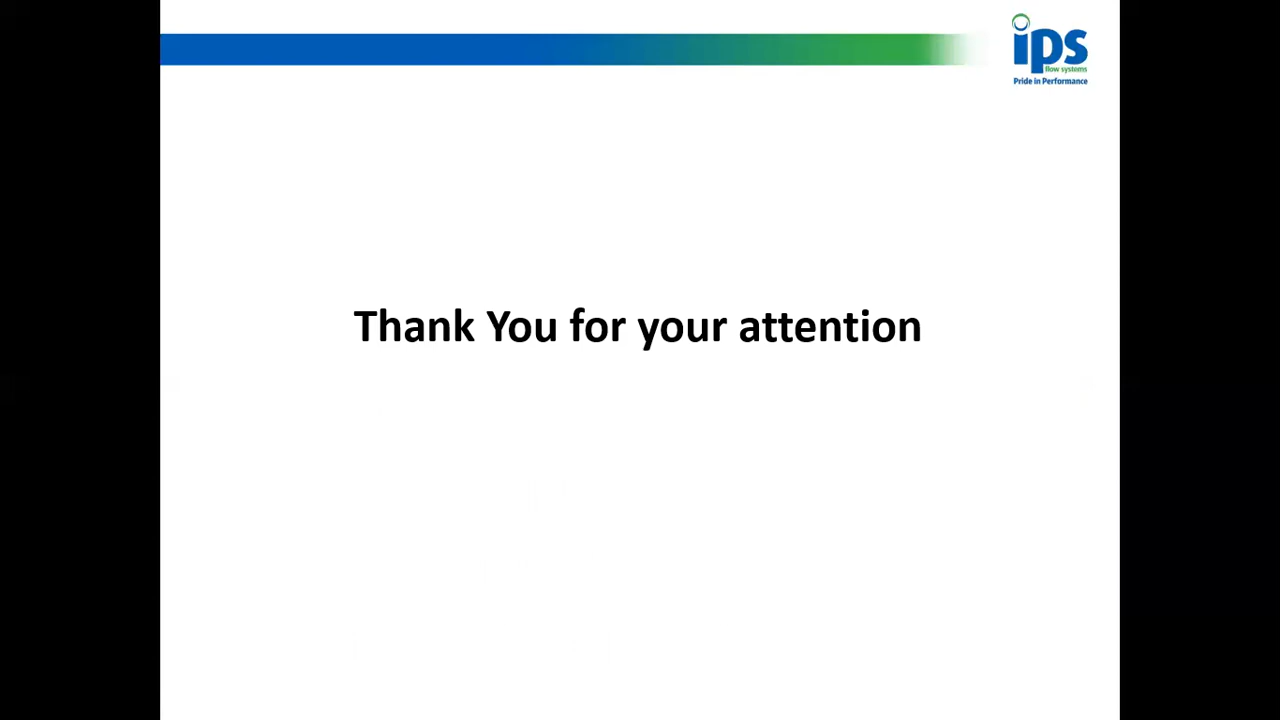 ips
flow systems
Pride in Performance
Thank You for your attention